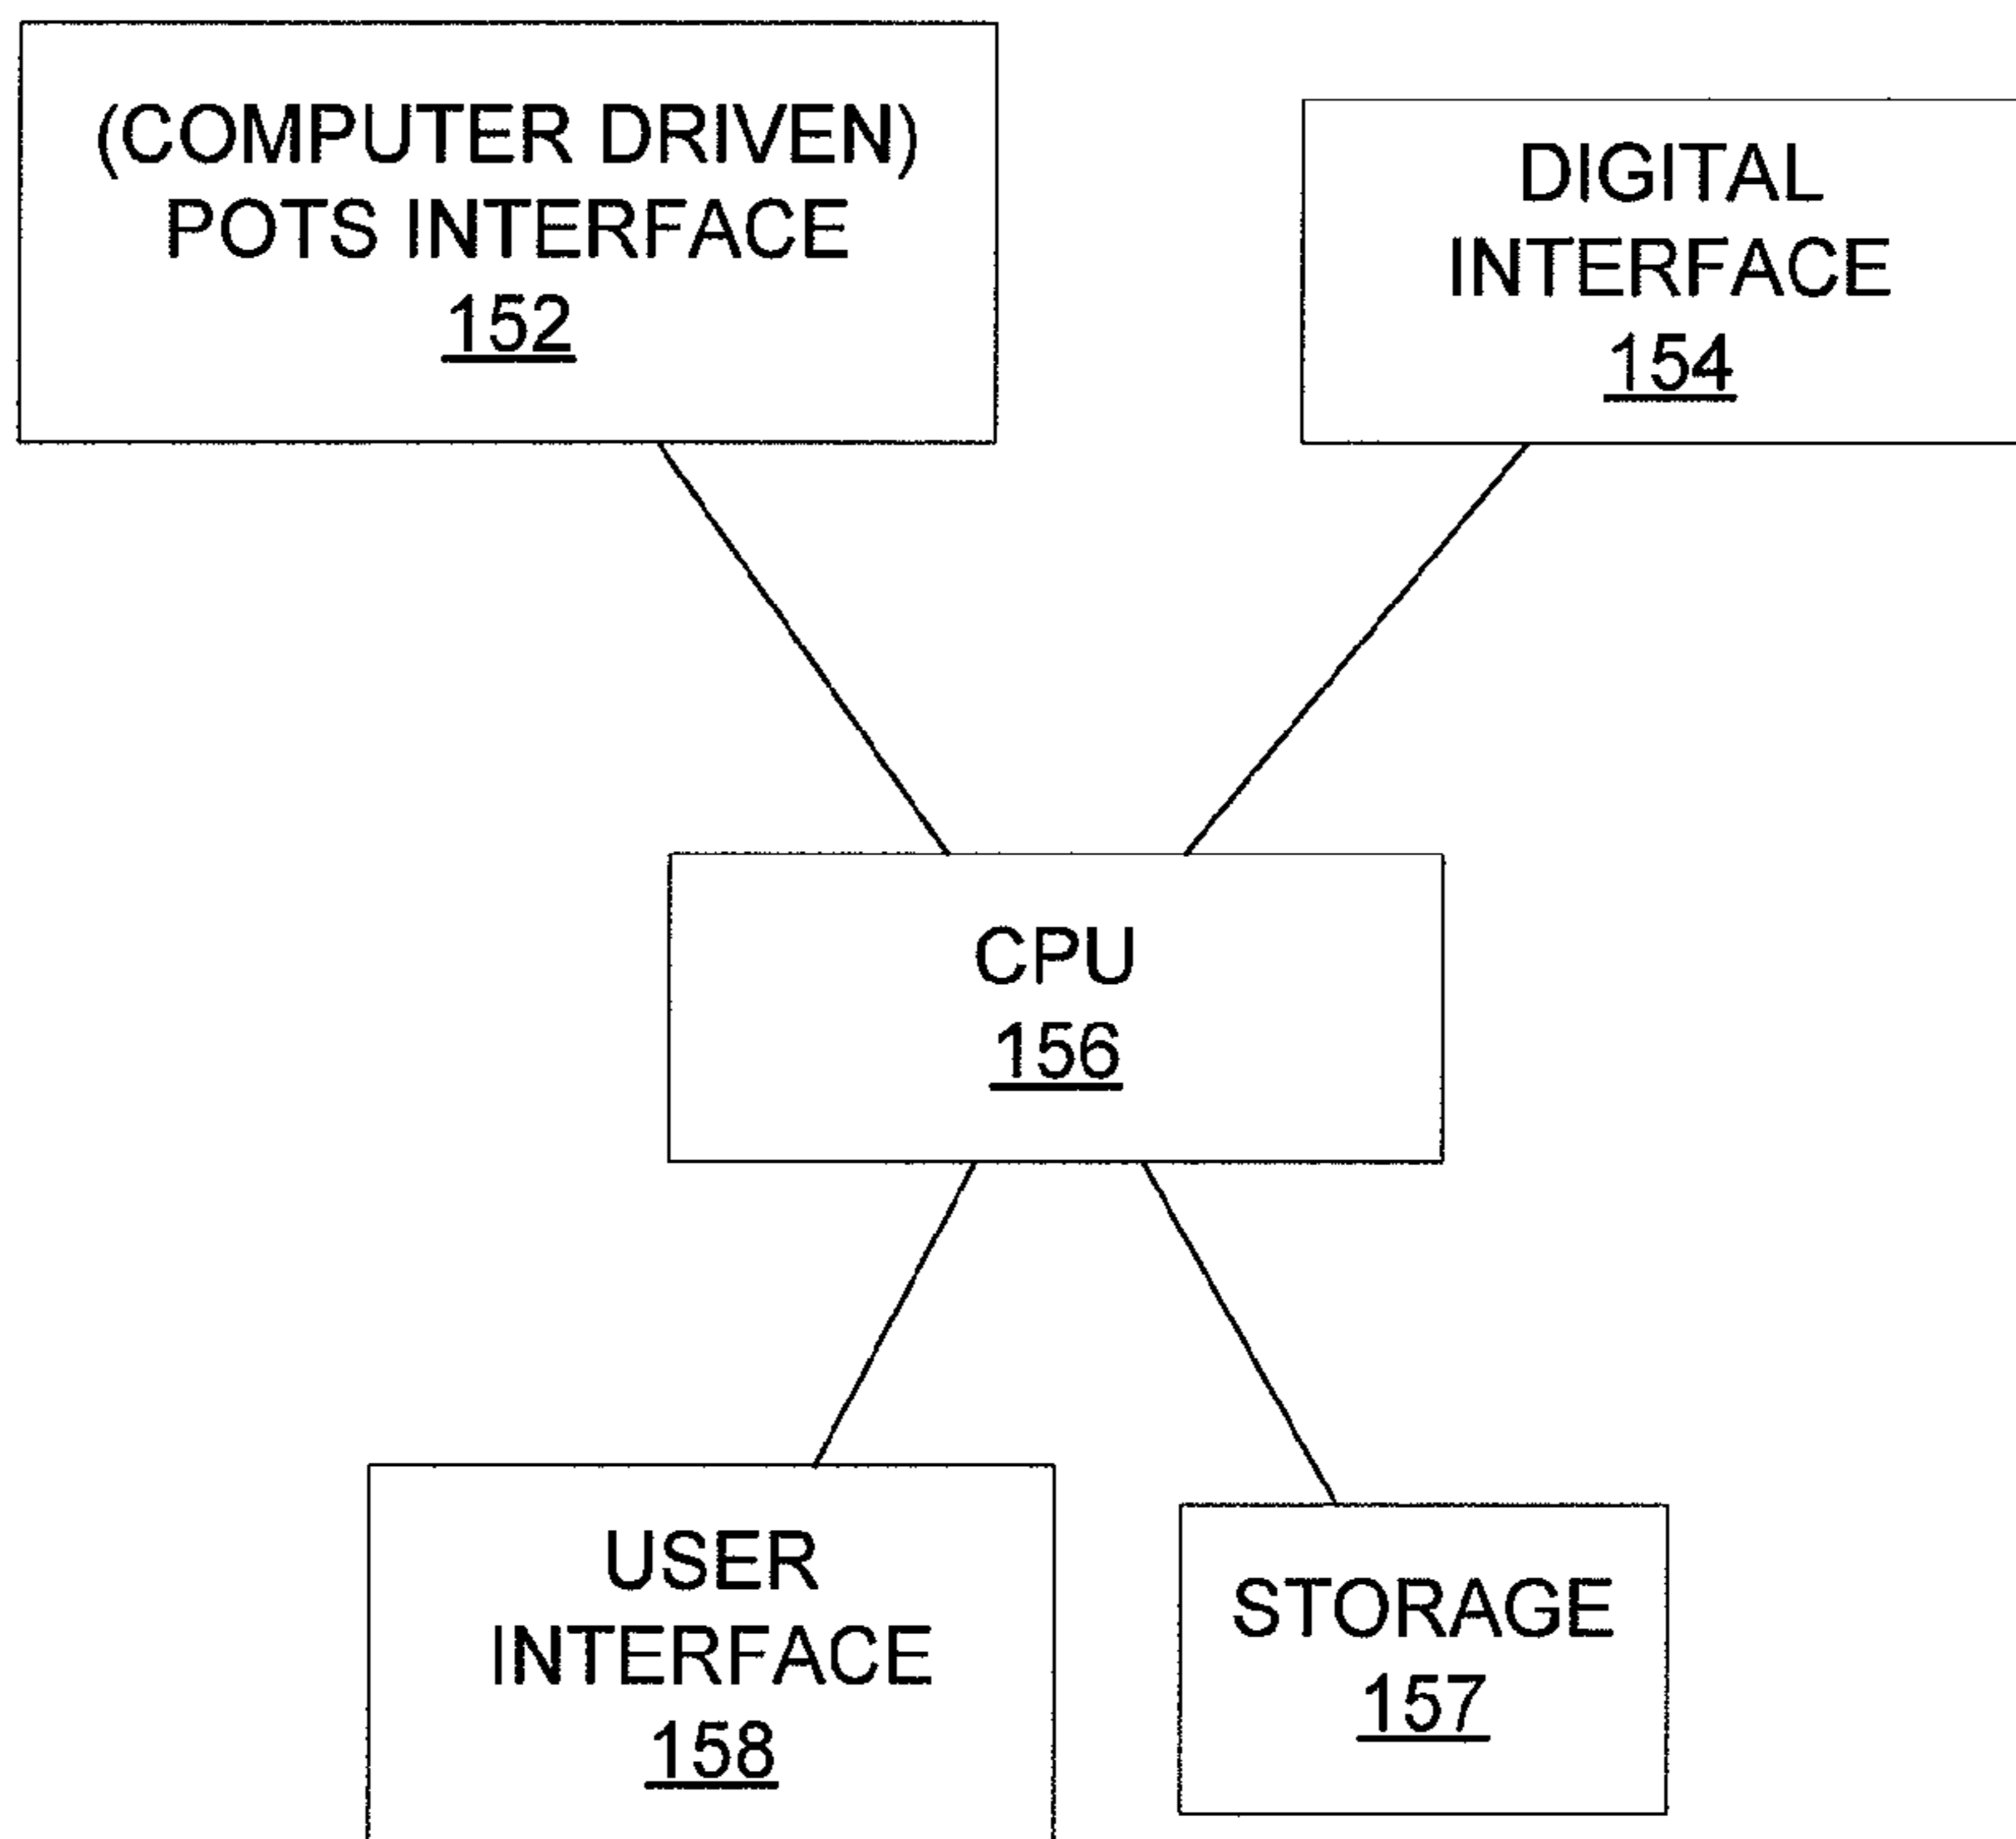 (COMPUTER DRIVEN)
POTS INTERFACE
152
DIGITAL
INTERFACE
154
CPU
156
USER
INTERFACE
158
STORAGE
157